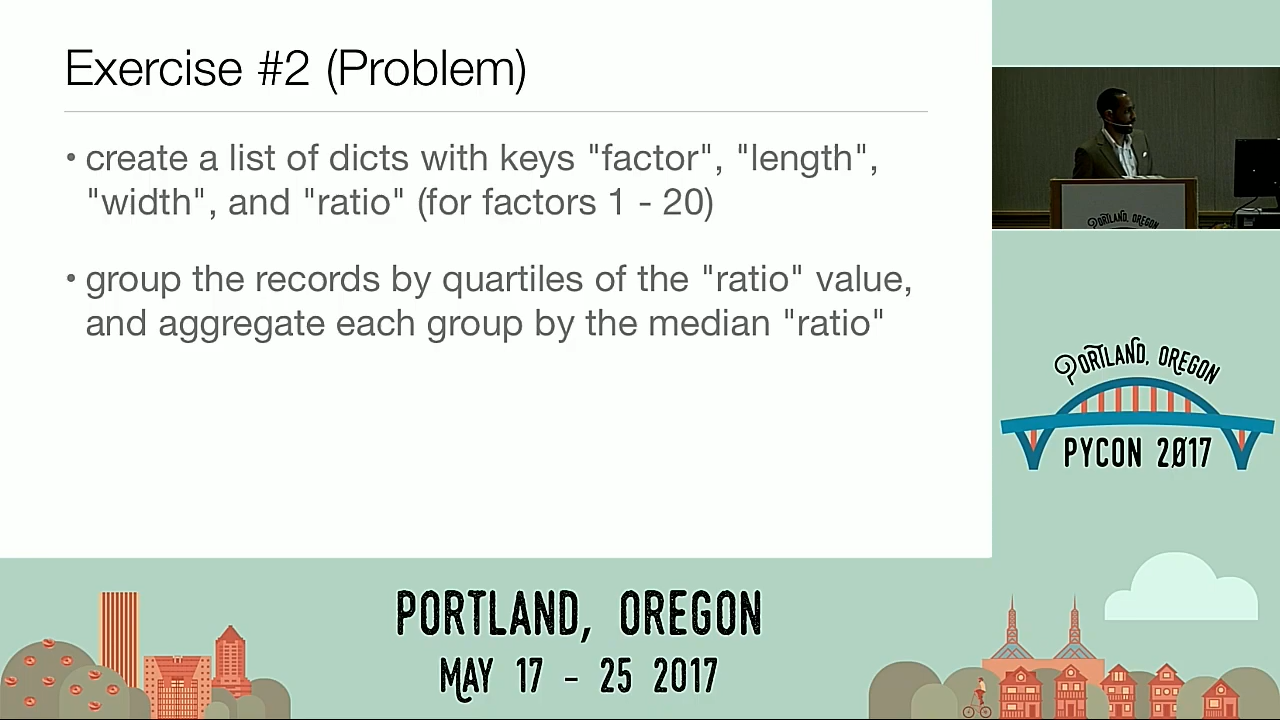 Exercise #2 (Problem)
• create a list of dicts with keys "factor", "length",
"width", and "ratio" (for factors 1 - 20)
• group the records by quartiles of the "ratio" value,
and aggregate each group by the median "ratio"
PORTLAND, OREGON
PORTLAND, OREGON
PYCON 2017
PORTLAND, OREGON
MAY 17 - 25 2017